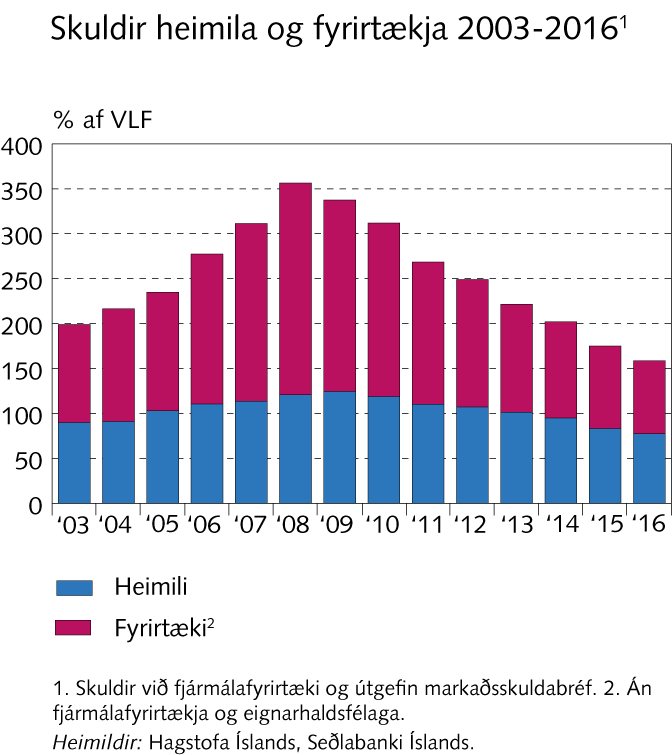 Skuldir heimila og fyrirtækja 2003-2016¹
% af VLF
400
350
300
250
200
150
100
50
0
‘03 ‘04 ‘05 ‘06 ‘07 ‘08 ‘09 ‘10 ‘11 ‘12 ‘13 ‘14 ‘15 ‘16
Heimili
Fyrirtæki²
1. Skuldir við fjármálafyrirtæki og útgefin markaðsskuldabréf. 2. Án
fjármálafyrirtækja og eignarhaldsfélaga.
Heimildir: Hagstofa Íslands, Seðlabanki Íslands.